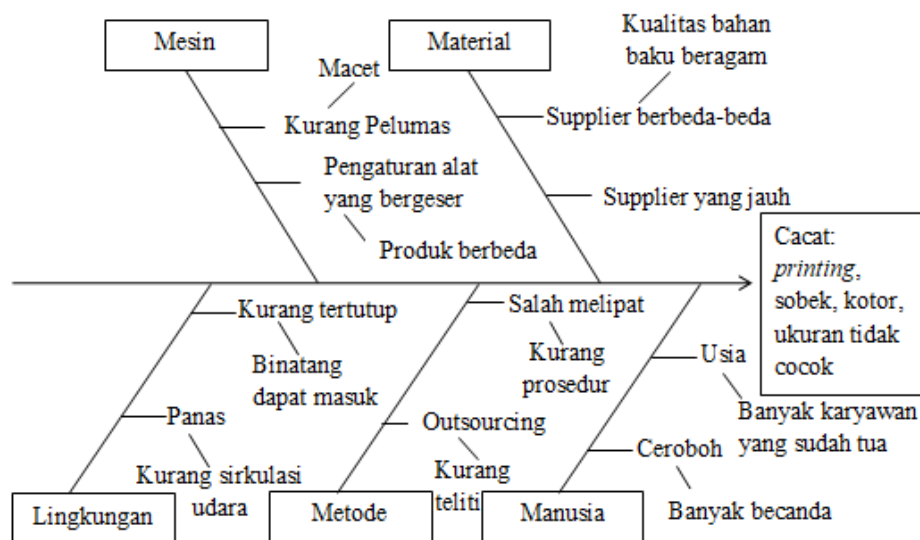 Mesin
Macet
Kurang Pelumas
Pengaturan alat
yang bergeser
Produk berbeda
Material
Kualitas bahan
baku beragam
Supplier berbeda-beda
Supplier yang jauh
Cacat:
printing,
sobek, kotor,
ukuran tidak
cocok
Kurang tertutup
Binatang
dapat masuk
Panas
Kurang sirkulasi
udara
Lingkungan
Salah melipat
Kurang
prosedur
Outsourcing
Kurang
teliti
Metode
Usia
Banyak karyawan
yang sudah tua
Ceroboh
Banyak becanda
Manusia